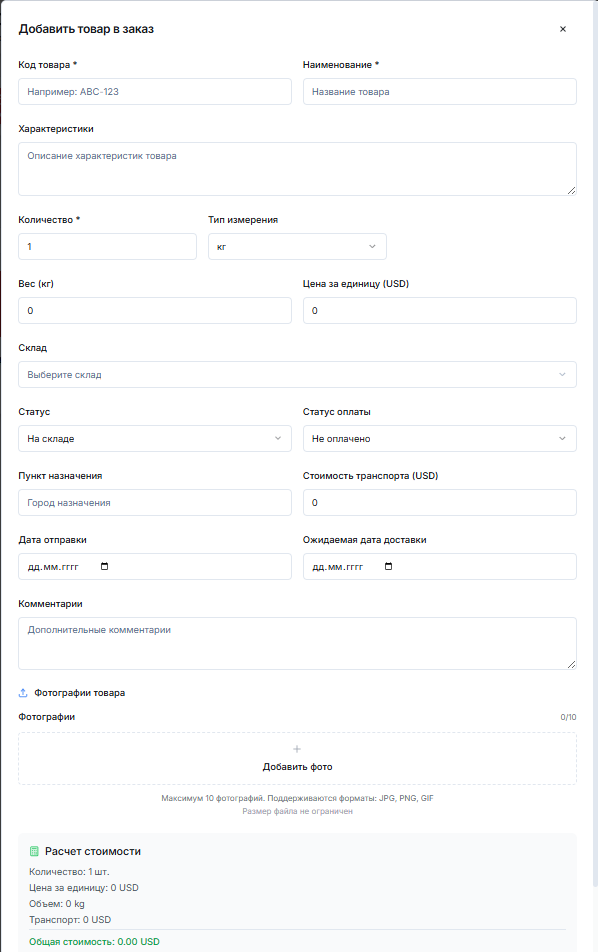 Добавить товар в заказ
×
Код товара *
Наименование *
Например: ABC-123
Название товара
Характеристики
Описание характеристик товара
Количество *
Тип измерения
1
кг
Вес (кг)
Цена за единицу (USD)
0
0
Склад
Выберите склад
Статус
Статус оплаты
На складе
Не оплачено
Пункт назначения
Стоимость транспорта (USD)
Город назначения
0
Дата отправки
Ожидаемая дата доставки
дд.мм.гггг
дд.мм.гггг
Комментарии
Дополнительные комментарии
Фотографии товара
Фотографии
0/10
+
Добавить фото
Максимум 10 фотографий. Поддерживаются форматы: JPG, PNG, GIF
Размер файла не ограничен
Расчет стоимости
Количество: 1 шт.
Цена за единицу: 0 USD
Объем: 0 kg
Транспорт: 0 USD
Общая стоимость: 0.00 USD